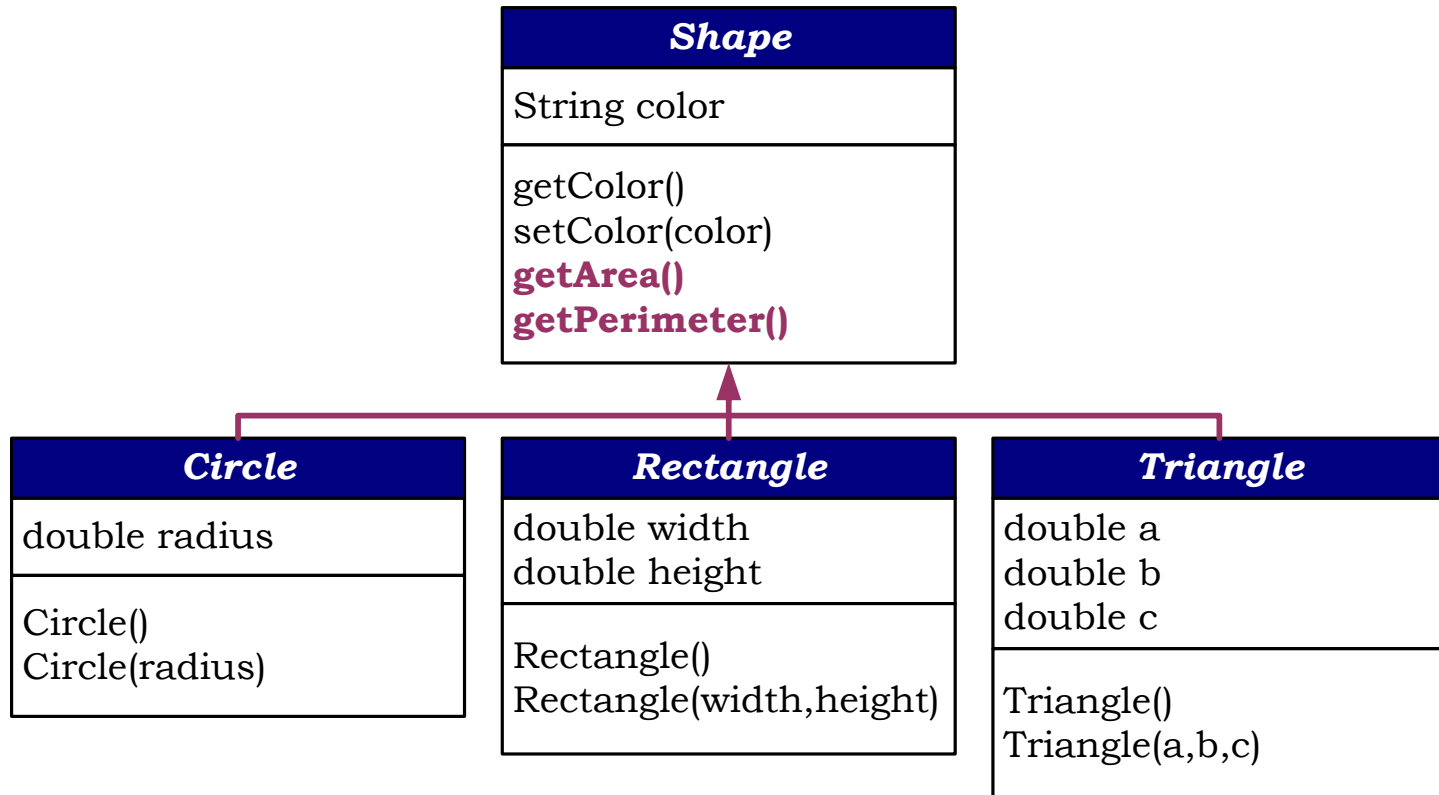 Shape
String color
getColor()
setColor(color)
getArea()
getPerimeter()
Circle
double radius
Circle()
Circle(radius)
Rectangle
double width
double height
Rectangle()
Rectangle(width,height)
Triangle
double a
double b
double c
Triangle()
Triangle(a,b,c)